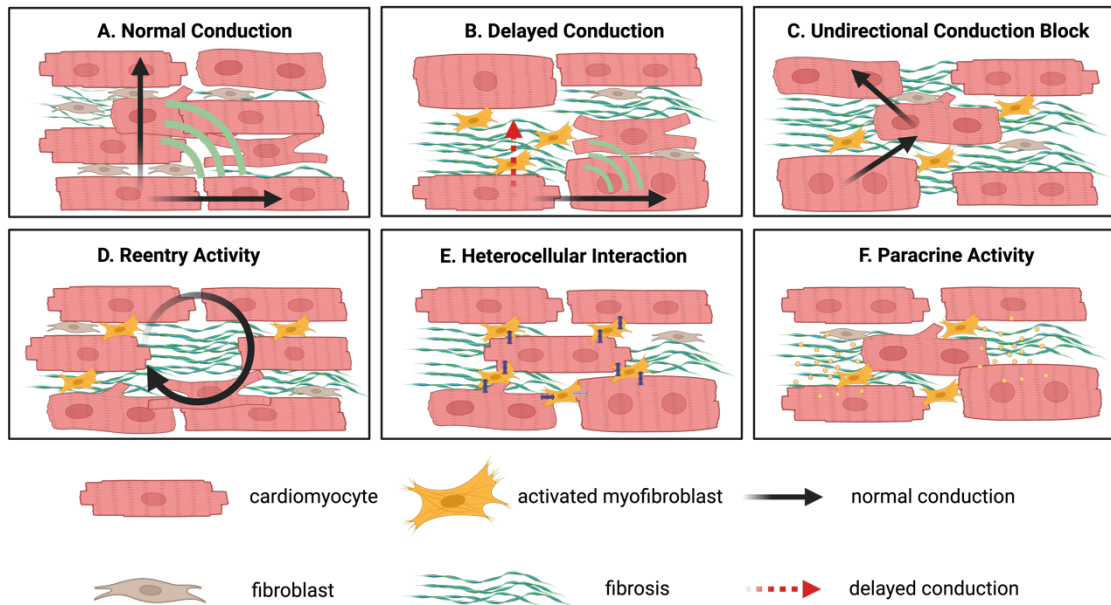 A. Normal Conduction
B. Delayed Conduction
C. Undirectional Conduction Block
D. Reentry Activity
E. Heterocellular Interaction
F. Paracrine Activity
cardiomyocyte
activated myofibroblast
normal conduction
fibroblast
fibrosis
delayed conduction